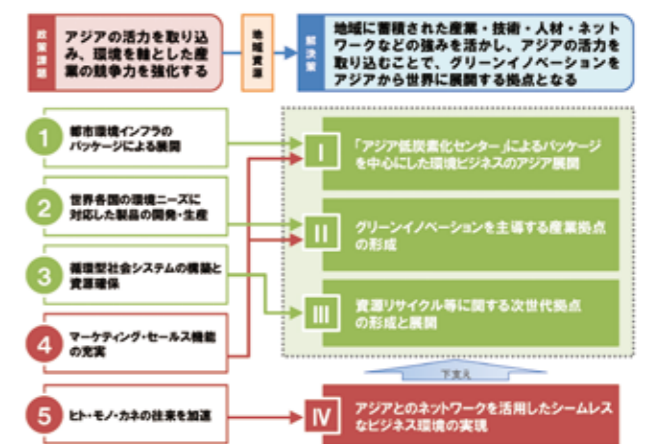 政策課題
アジアの活力を取り込
み、環境を軸とした産
業の競争力を強化する
地域資源
解決策
地域に蓄積された産業・技術・人材・ネット
ワークなどの強みを活かし、アジアの活力を
取り込むことで、グリーンイノベーションを
アジアから世界に展開する拠点となる
1
都市環境インフラの
パッケージによる展開
2
世界各国の環境ニーズに
対応した製品の開発・生産
3
循環型社会システムの構築と
資源確保
4
マーケティング・セールス機能
の充実
5
ヒト・モノ・カネの往来を加速
I
「アジア低炭素化センター」によるパッケージ
を中心にした環境ビジネスのアジア展開
II
グリーンイノベーションを主導する産業拠点
の形成
III
資源リサイクル等に関する次世代拠点
の形成と展開
下支え
IV
アジアとのネットワークを活用したシームレス
なビジネス環境の実現